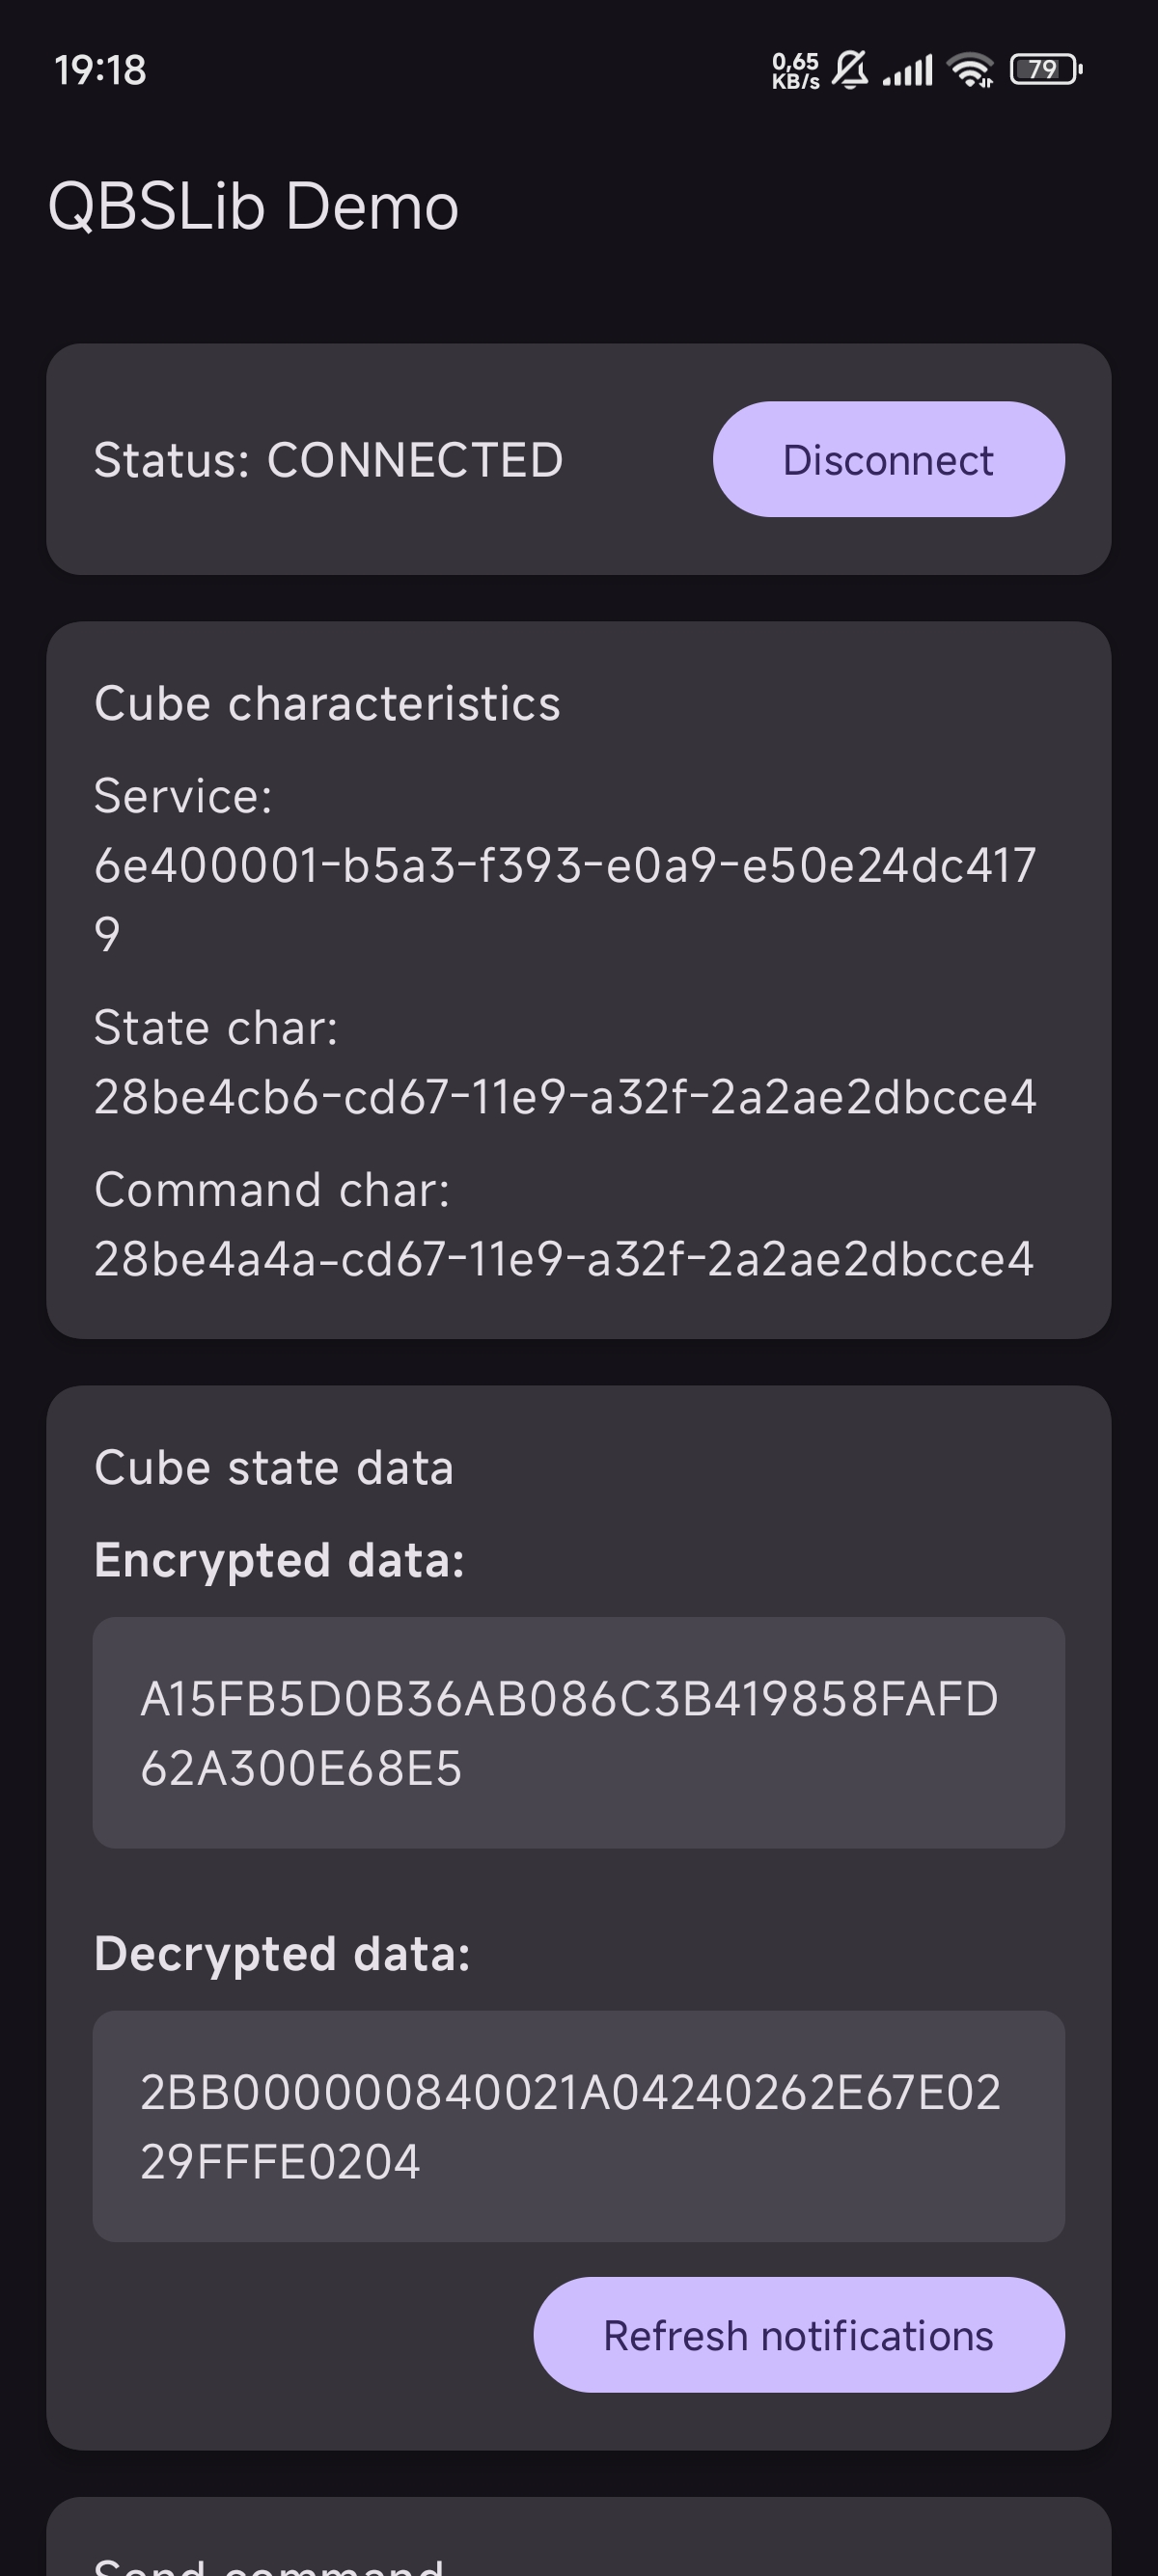 19:18
0,65
KB/s
79
QBSLib Demo
Status: CONNECTED
Disconnect
Cube characteristics
Service:
6e400001-b5a3-f393-e0a9-e50e24dc417
9
State char:
28be4cb6-cd67-11e9-a32f-2a2ae2dbcce4
Command char:
28be4a4a-cd67-11e9-a32f-2a2ae2dbcce4
Cube state data
Encrypted data:
A15FB5D0B36AB086C3B419858FAFD
62A300E68E5
Decrypted data:
2BB000000840021A04240262E67E02
29FFFE0204
Refresh notifications
Send command